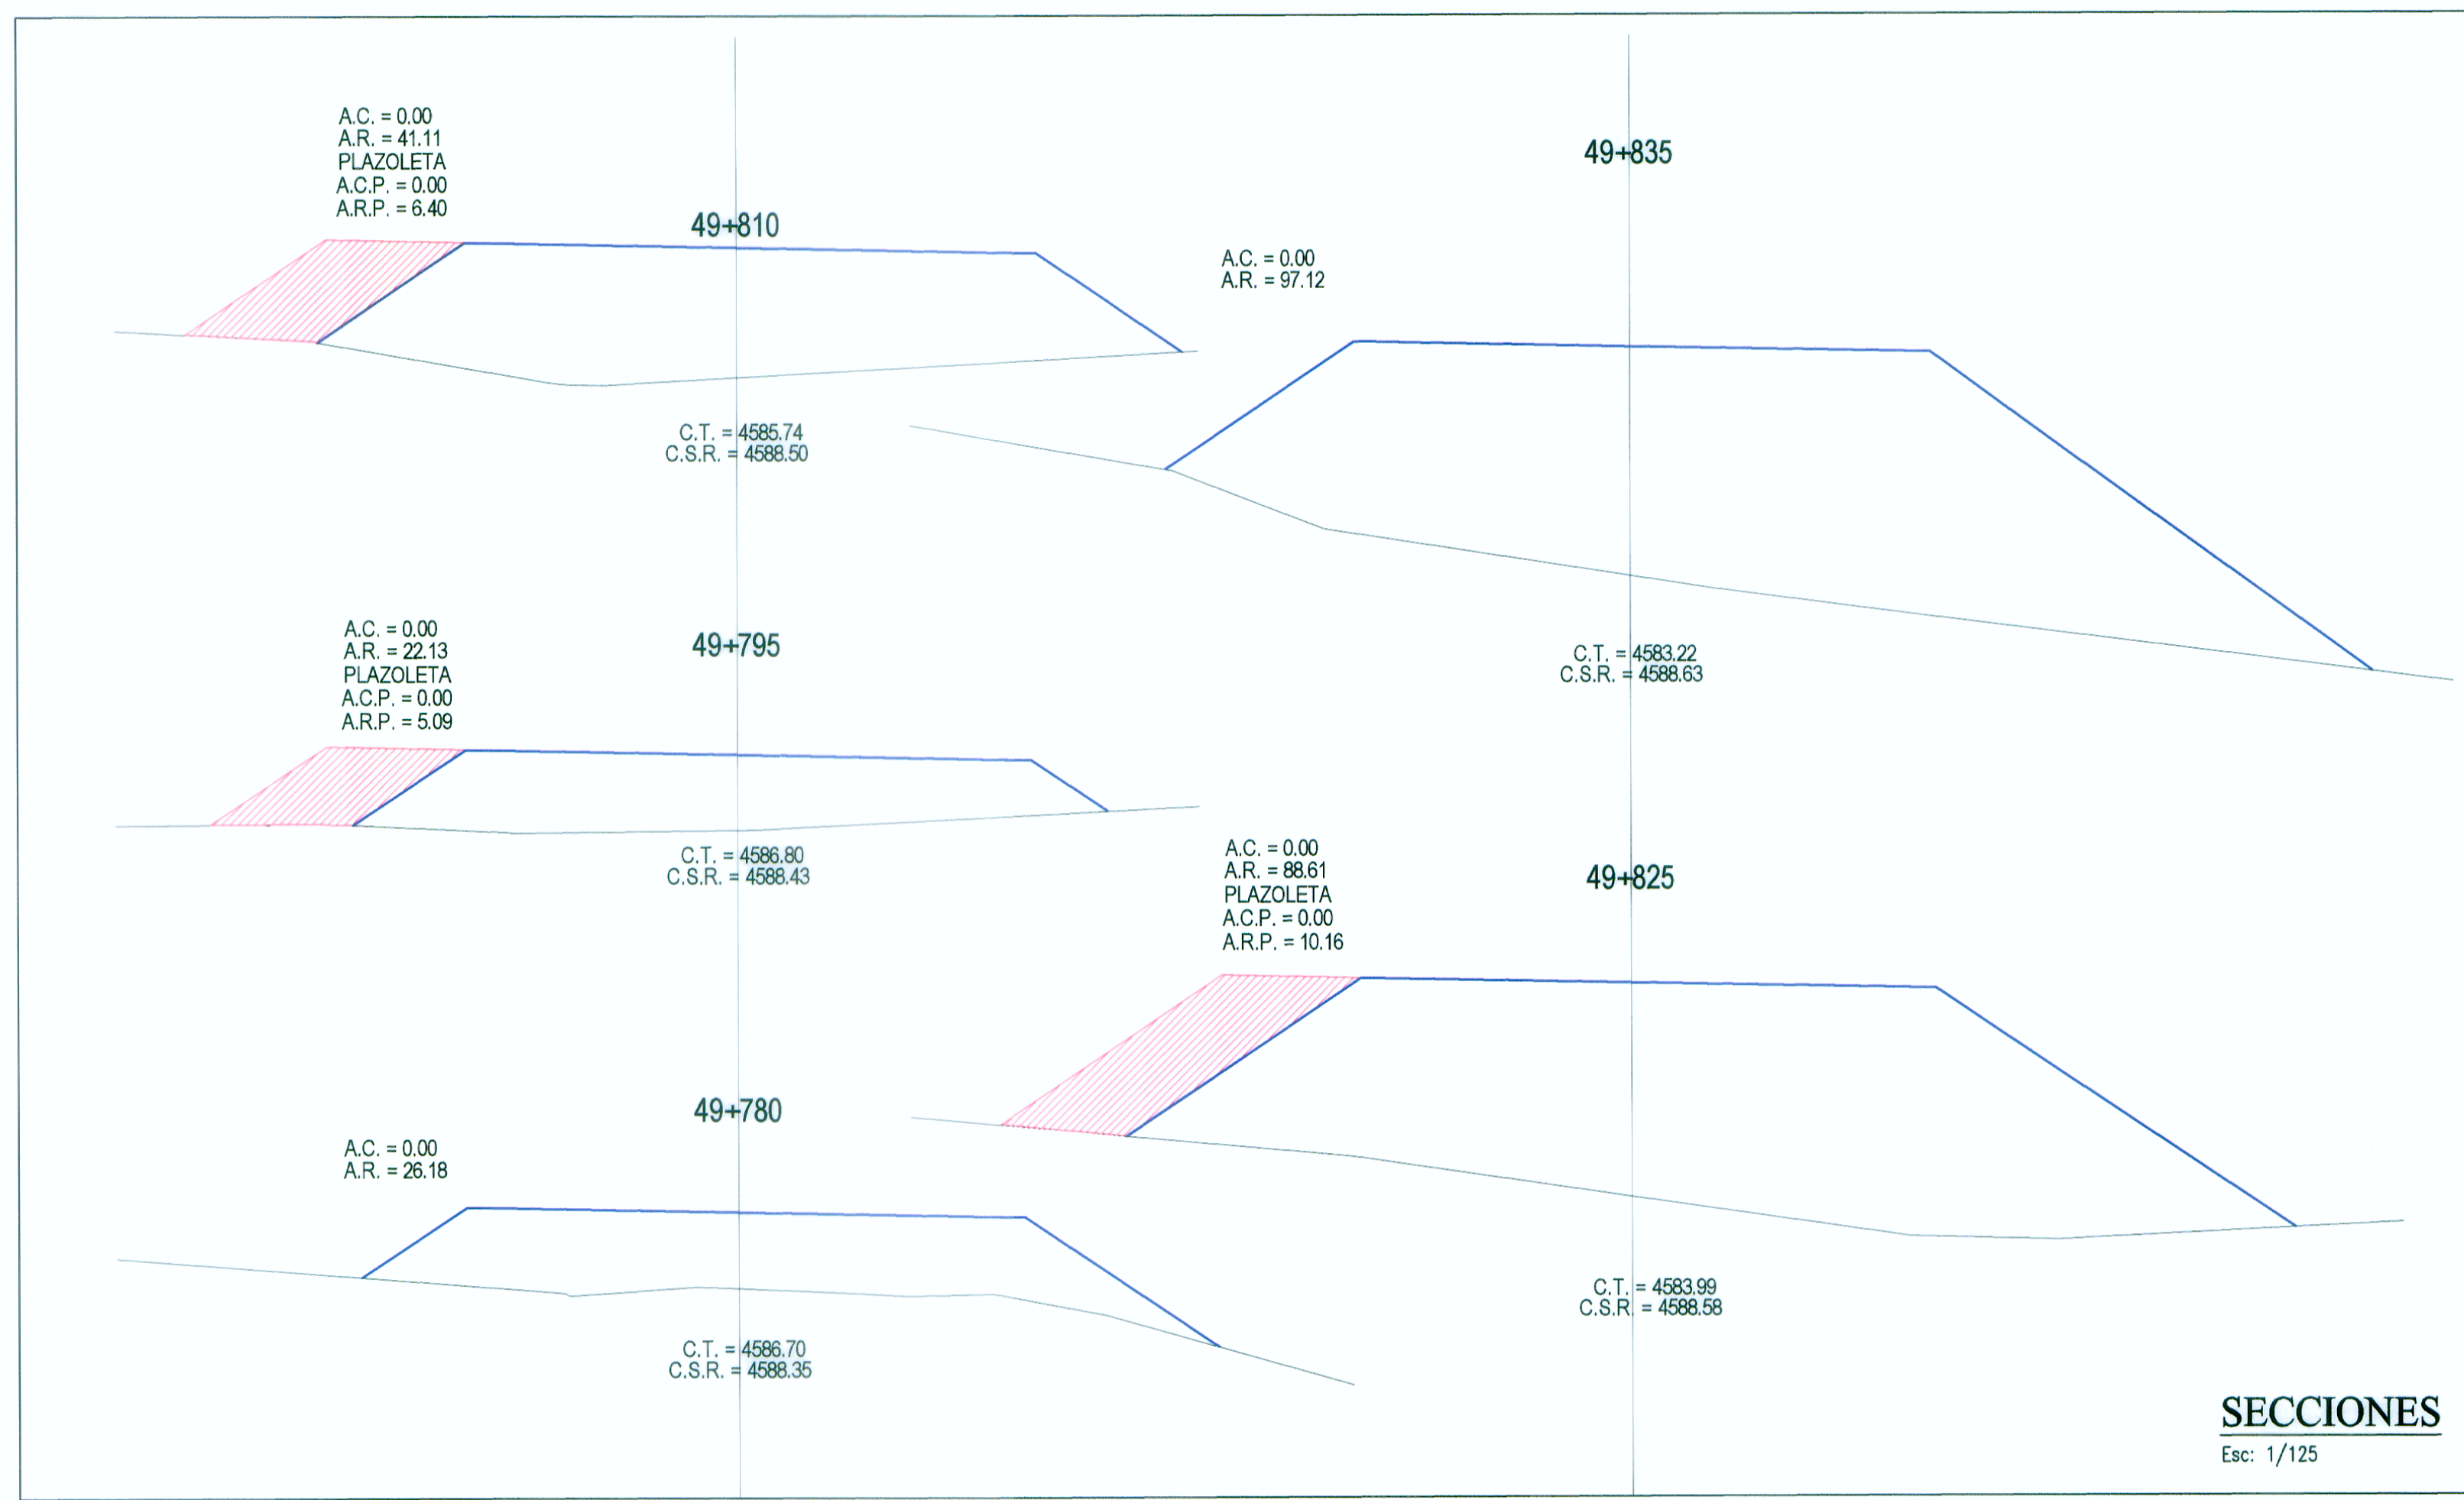 A.C. = 0.00
A.R. = 41.11
PLAZOLETA
A.C.P. = 0.00
A.R.P. = 6.40
49+810
C.T. = 4585.74
C.S.R. = 4588.50
A.C. = 0.00
A.R. = 22.13
PLAZOLETA
A.C.P. = 0.00
A.R.P. = 5.09
49+795
C.T. = 4586.80
C.S.R. = 4588.43
49+780
A.C. = 0.00
A.R. = 26.18
C.T. = 4586.70
C.S.R. = 4588.35
49+835
A.C. = 0.00
A.R. = 97.12
C.T. = 4583.22
C.S.R. = 4588.63
A.C. = 0.00
A.R. = 88.61
PLAZOLETA
A.C.P. = 0.00
A.R.P. = 10.16
49+825
C.T. = 4583.99
C.S.R. = 4588.58
SECCIONES
Esc: 1/125